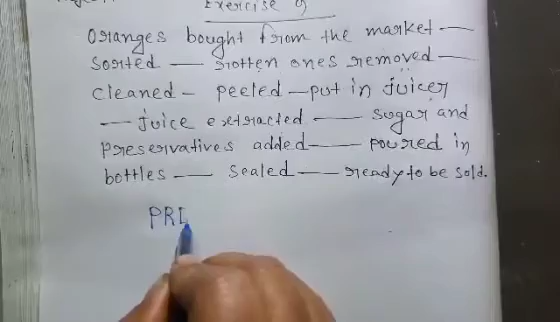 Exercise 9
Oranges bought from the market —
Sorted — rotten ones removed —
cleaned — peeled — put in juicer
— juice extracted — sugar and
preservatives added — poured in
bottles — sealed — ready to be sold.
PRI